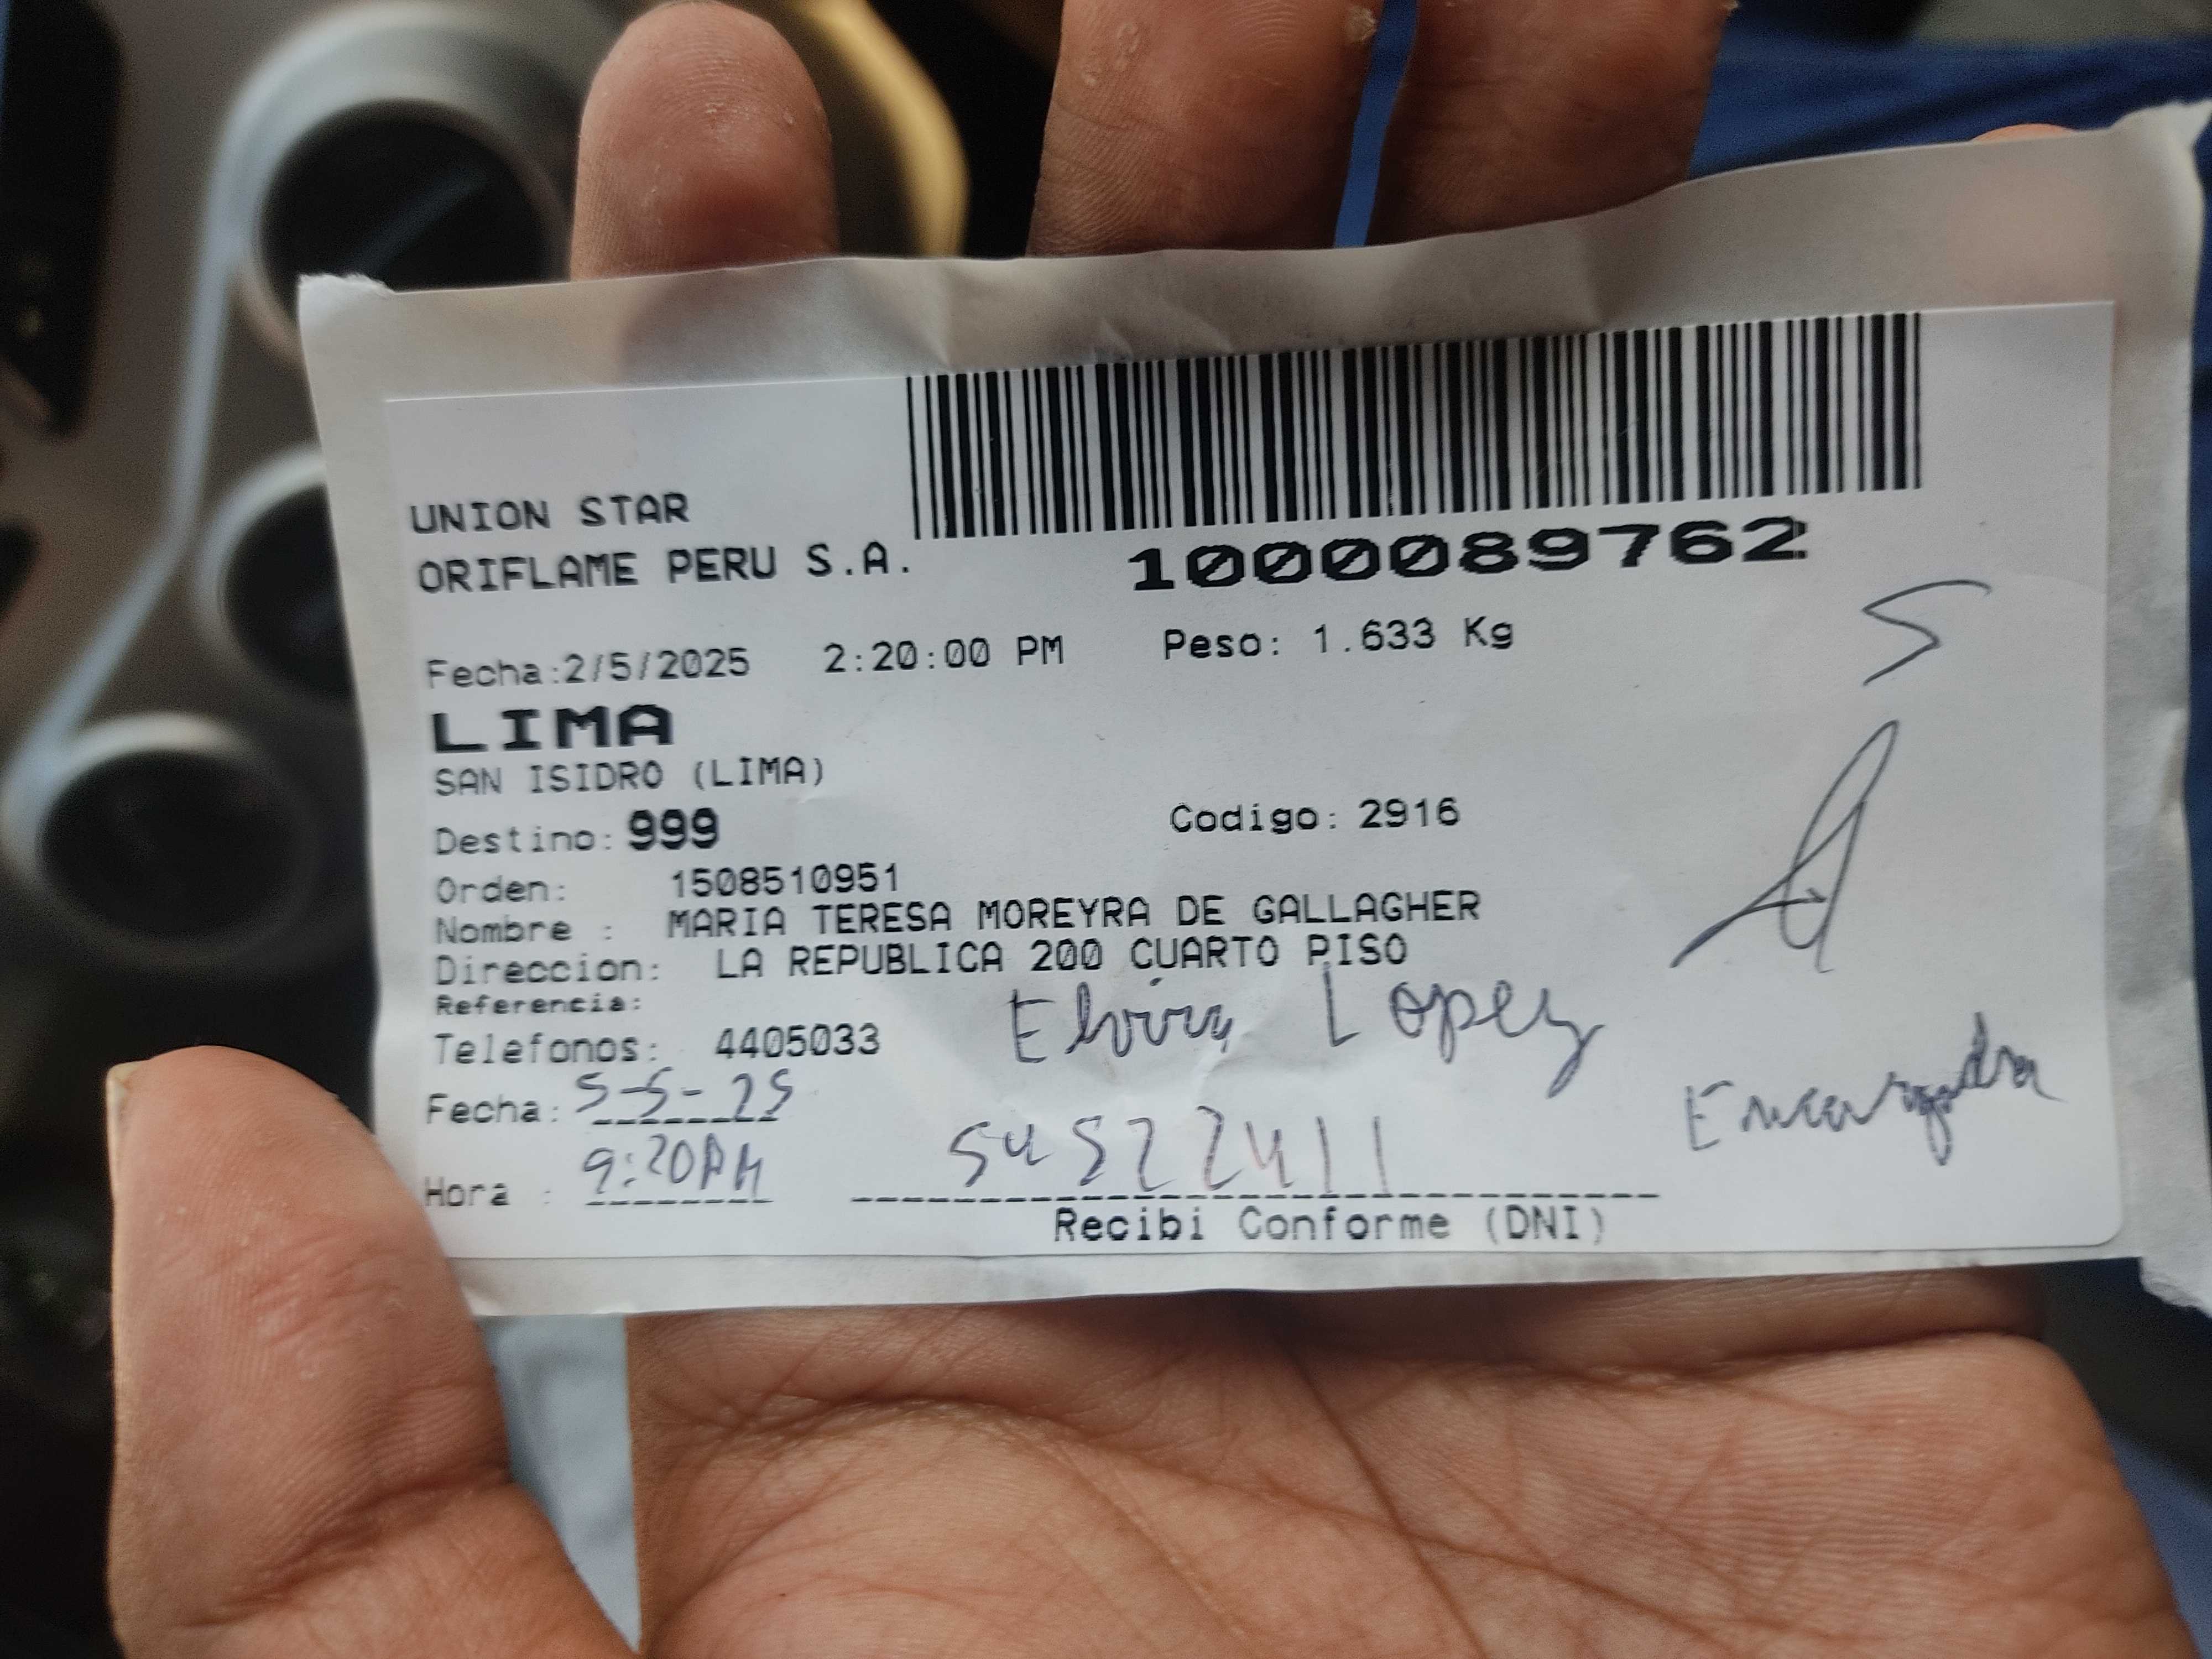 UNION STAR
ORIFLAME PERU S.A.
1000089762
Fecha:2/5/2025 2:20:00 PM Peso: 1.633 Kg
S
LIMA
SAN ISIDRO (LIMA)
Destino: 999 Codigo: 2916
Orden: 1508510951
Nombre : MARIA TERESA MOREYRA DE GALLAGHER
Direccion: LA REPUBLICA 200 CUARTO PISO
Referencia:
Telefonos: 4405033 Elvira Lopez
Fecha: 5-5-25 Encargadra
Hora : 9:20AM 54522411
Recibi Conforme (DNI)